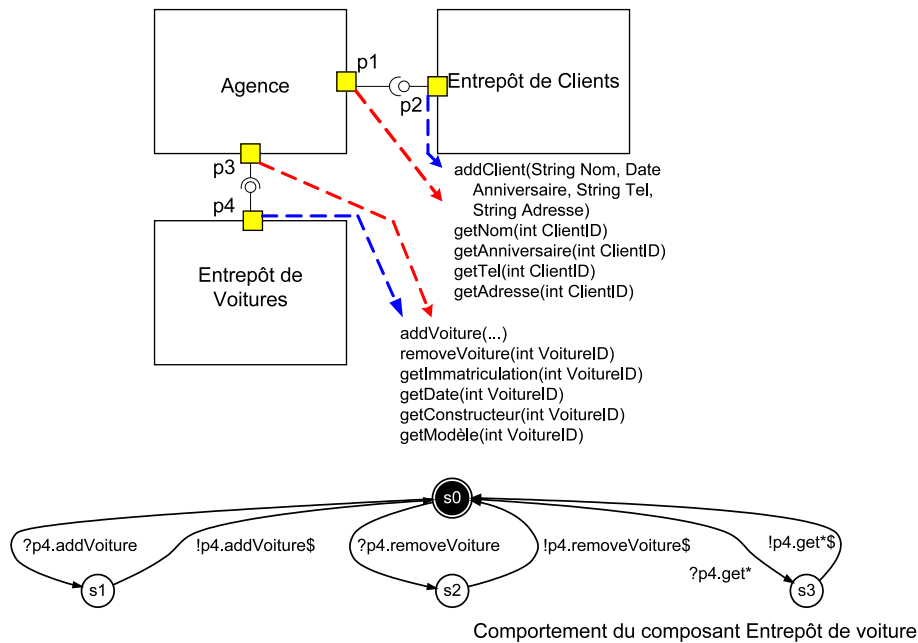 Agence
p1
Entrepôt de Clients
p2
p3
p4
Entrepôt de
Voitures
addClient(String Nom, Date
Anniversaire, String Tel,
String Adresse)
getNom(int ClientID)
getAnniversaire(int ClientID)
getTel(int ClientID)
getAdresse(int ClientID)
addVoiture(...)
removeVoiture(int VoitureID)
getImmatriculation(int VoitureID)
getDate(int VoitureID)
getConstructeur(int VoitureID)
getModèle(int VoitureID)
s0
?p4.addVoiture
!p4.addVoiture$
?p4.removeVoiture
!p4.removeVoiture$
!p4.get*$
?p4.get*
s1
s2
s3
Comportement du composant Entrepôt de voiture